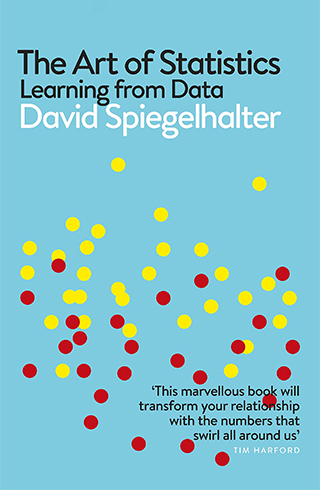 The Art of Statistics
Learning from Data
David Spiegelhalter
‘This marvellous book will
transform your relationship
with the numbers that
swirl all around us’
TIM HARFORD